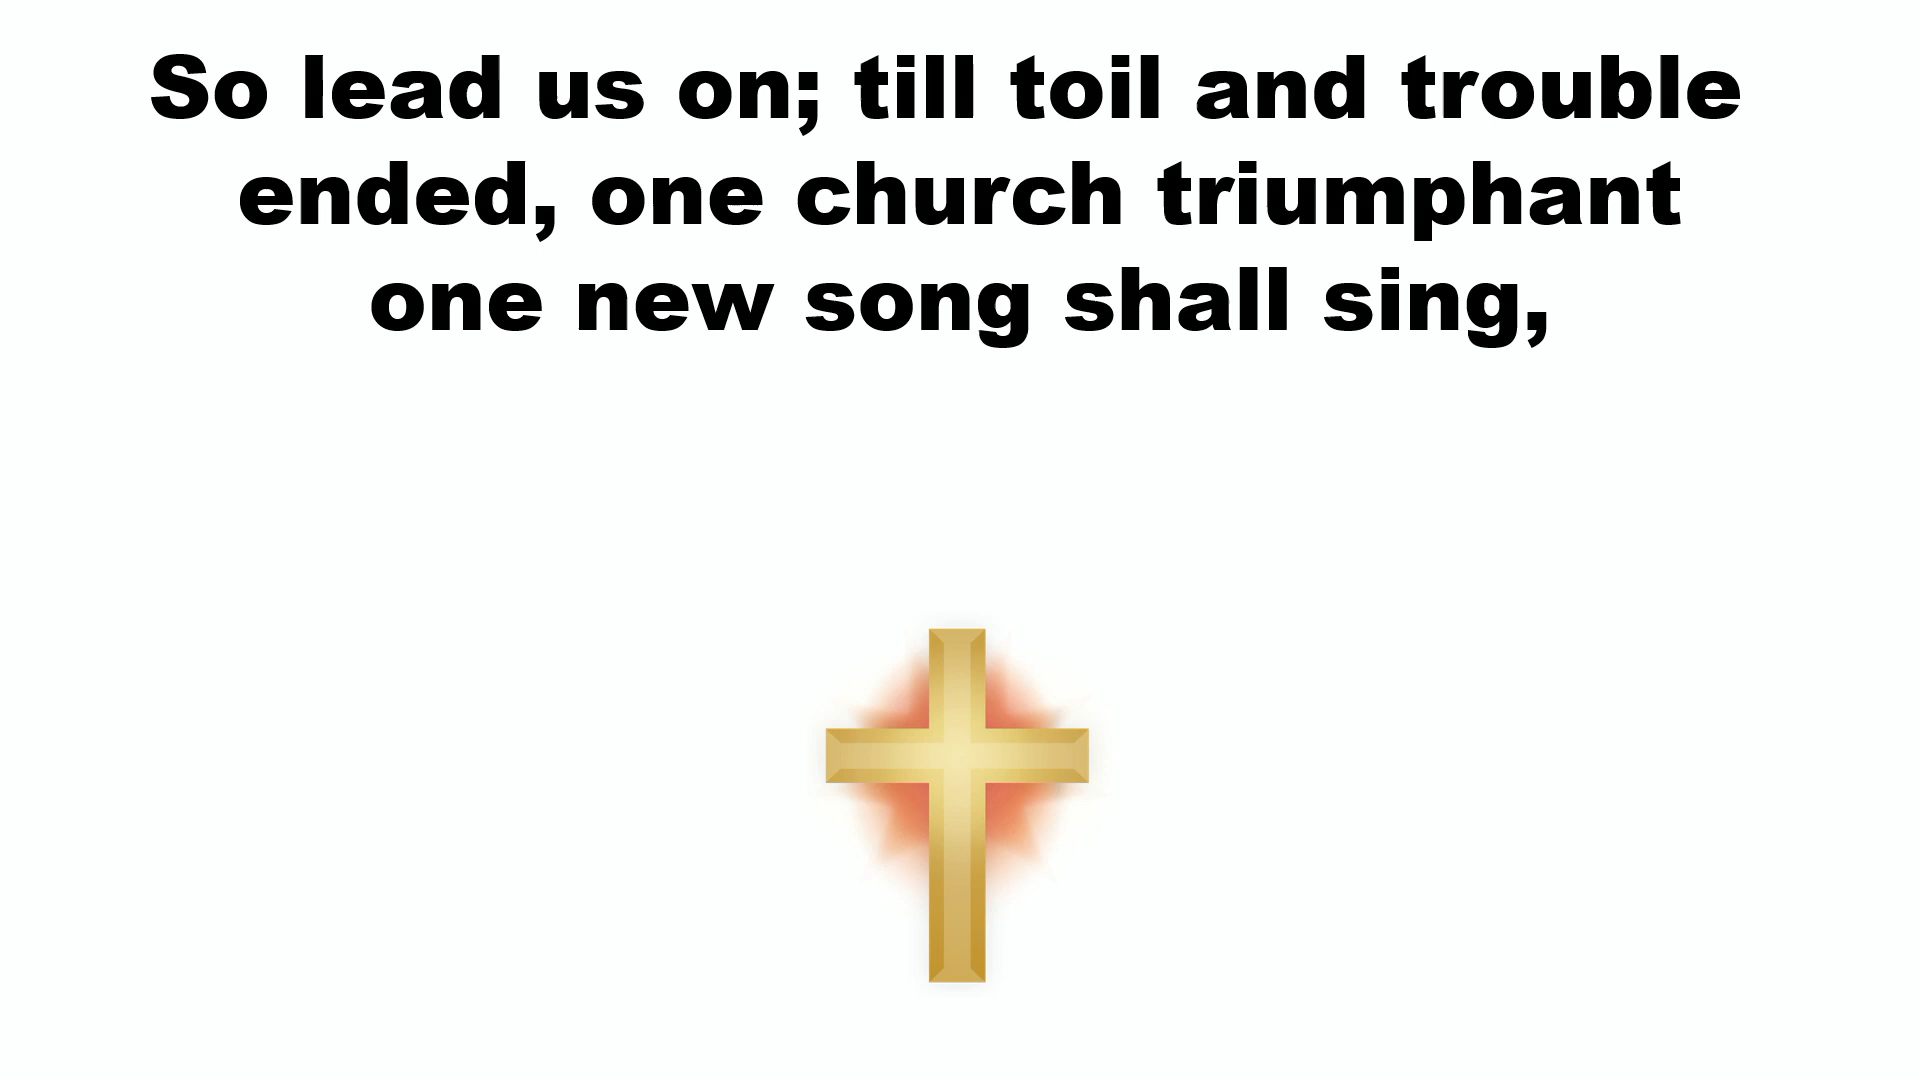 So lead us on; till toil and trouble
ended, one church triumphant
one new song shall sing,